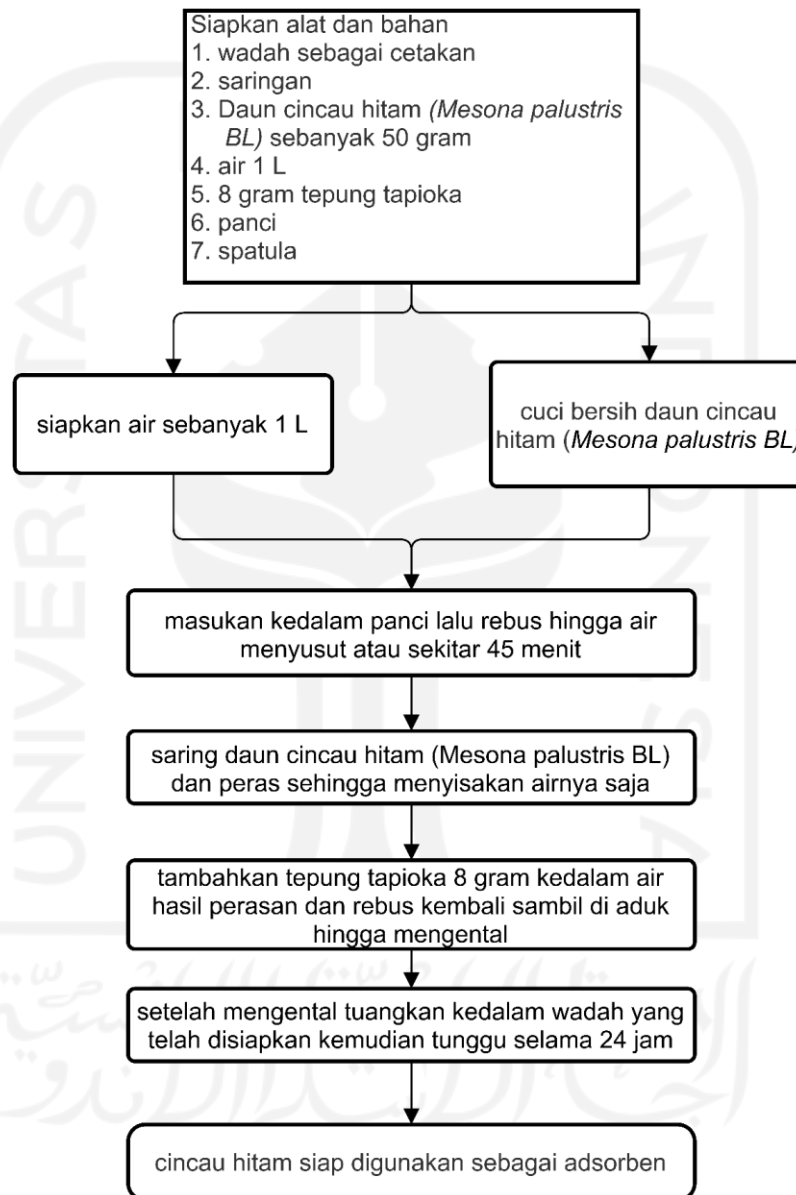 Siapkan alat dan bahan
1. wadah sebagai cetakan
2. saringan
3. Daun cincau hitam (Mesona palustris
BL) sebanyak 50 gram
4. air 1 L
5. 8 gram tepung tapioka
6. panci
7. spatula
siapkan air sebanyak 1 L
cuci bersih daun cincau
hitam (Mesona palustris BL)
masukan kedalam panci lalu rebus hingga air
menyusut atau sekitar 45 menit
saring daun cincau hitam (Mesona palustris BL)
dan peras sehingga menyisakan airnya saja
tambahkan tepung tapioka 8 gram kedalam air
hasil perasan dan rebus kembali sambil di aduk
hingga mengental
setelah mengental tuangkan kedalam wadah yang
telah disiapkan kemudian tunggu selama 24 jam
cincau hitam siap digunakan sebagai adsorben
UNIVERSITAS
INDONESIA